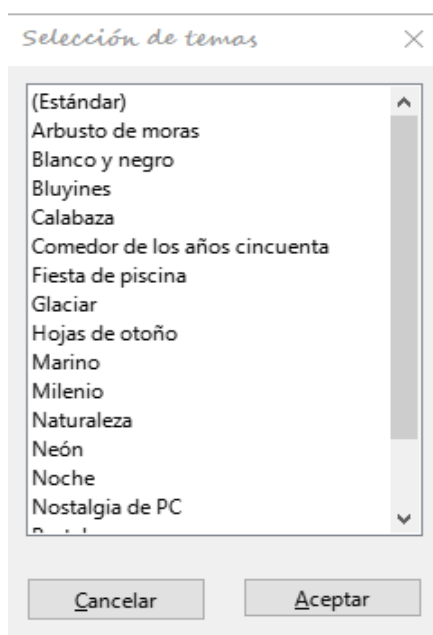 Selección de temas
(Estándar)
Arbusto de moras
Blanco y negro
Bluyines
Calabaza
Comedor de los años cincuenta
Fiesta de piscina
Glaciar
Hojas de otoño
Marino
Milenio
Naturaleza
Neón
Noche
Nostalgia de PC
Cancelar
Aceptar